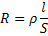 R = ρ l/S